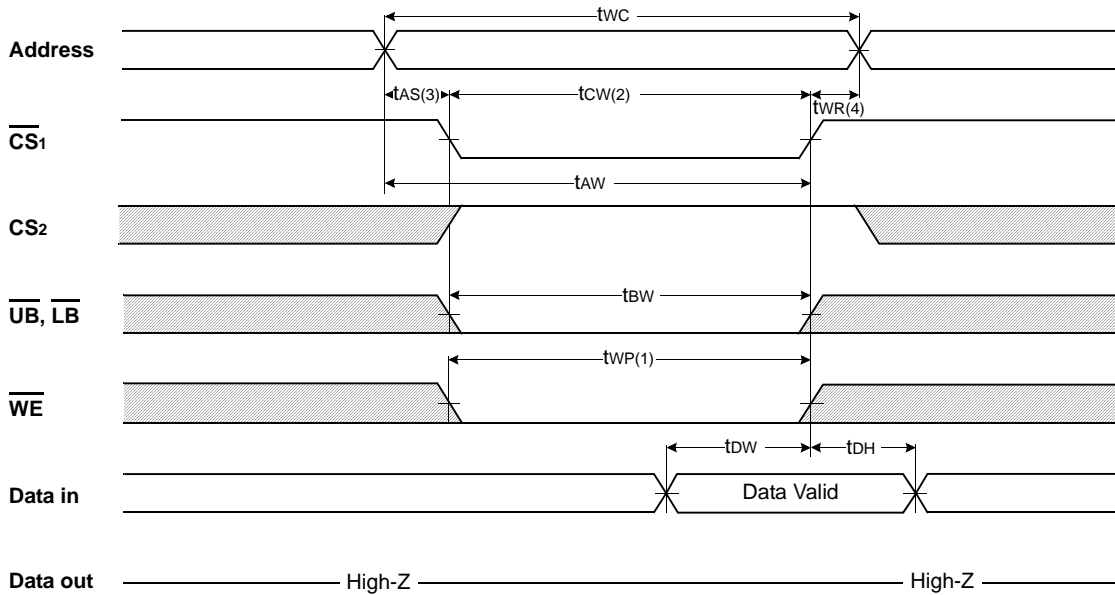 tWC
Address
tAS(3) tCW(2) tWR(4)
CS1
tAW
CS2
tBW
UB, LB
tWP(1)
WE
tDW tDH
Data in Data Valid
Data out High-Z High-Z